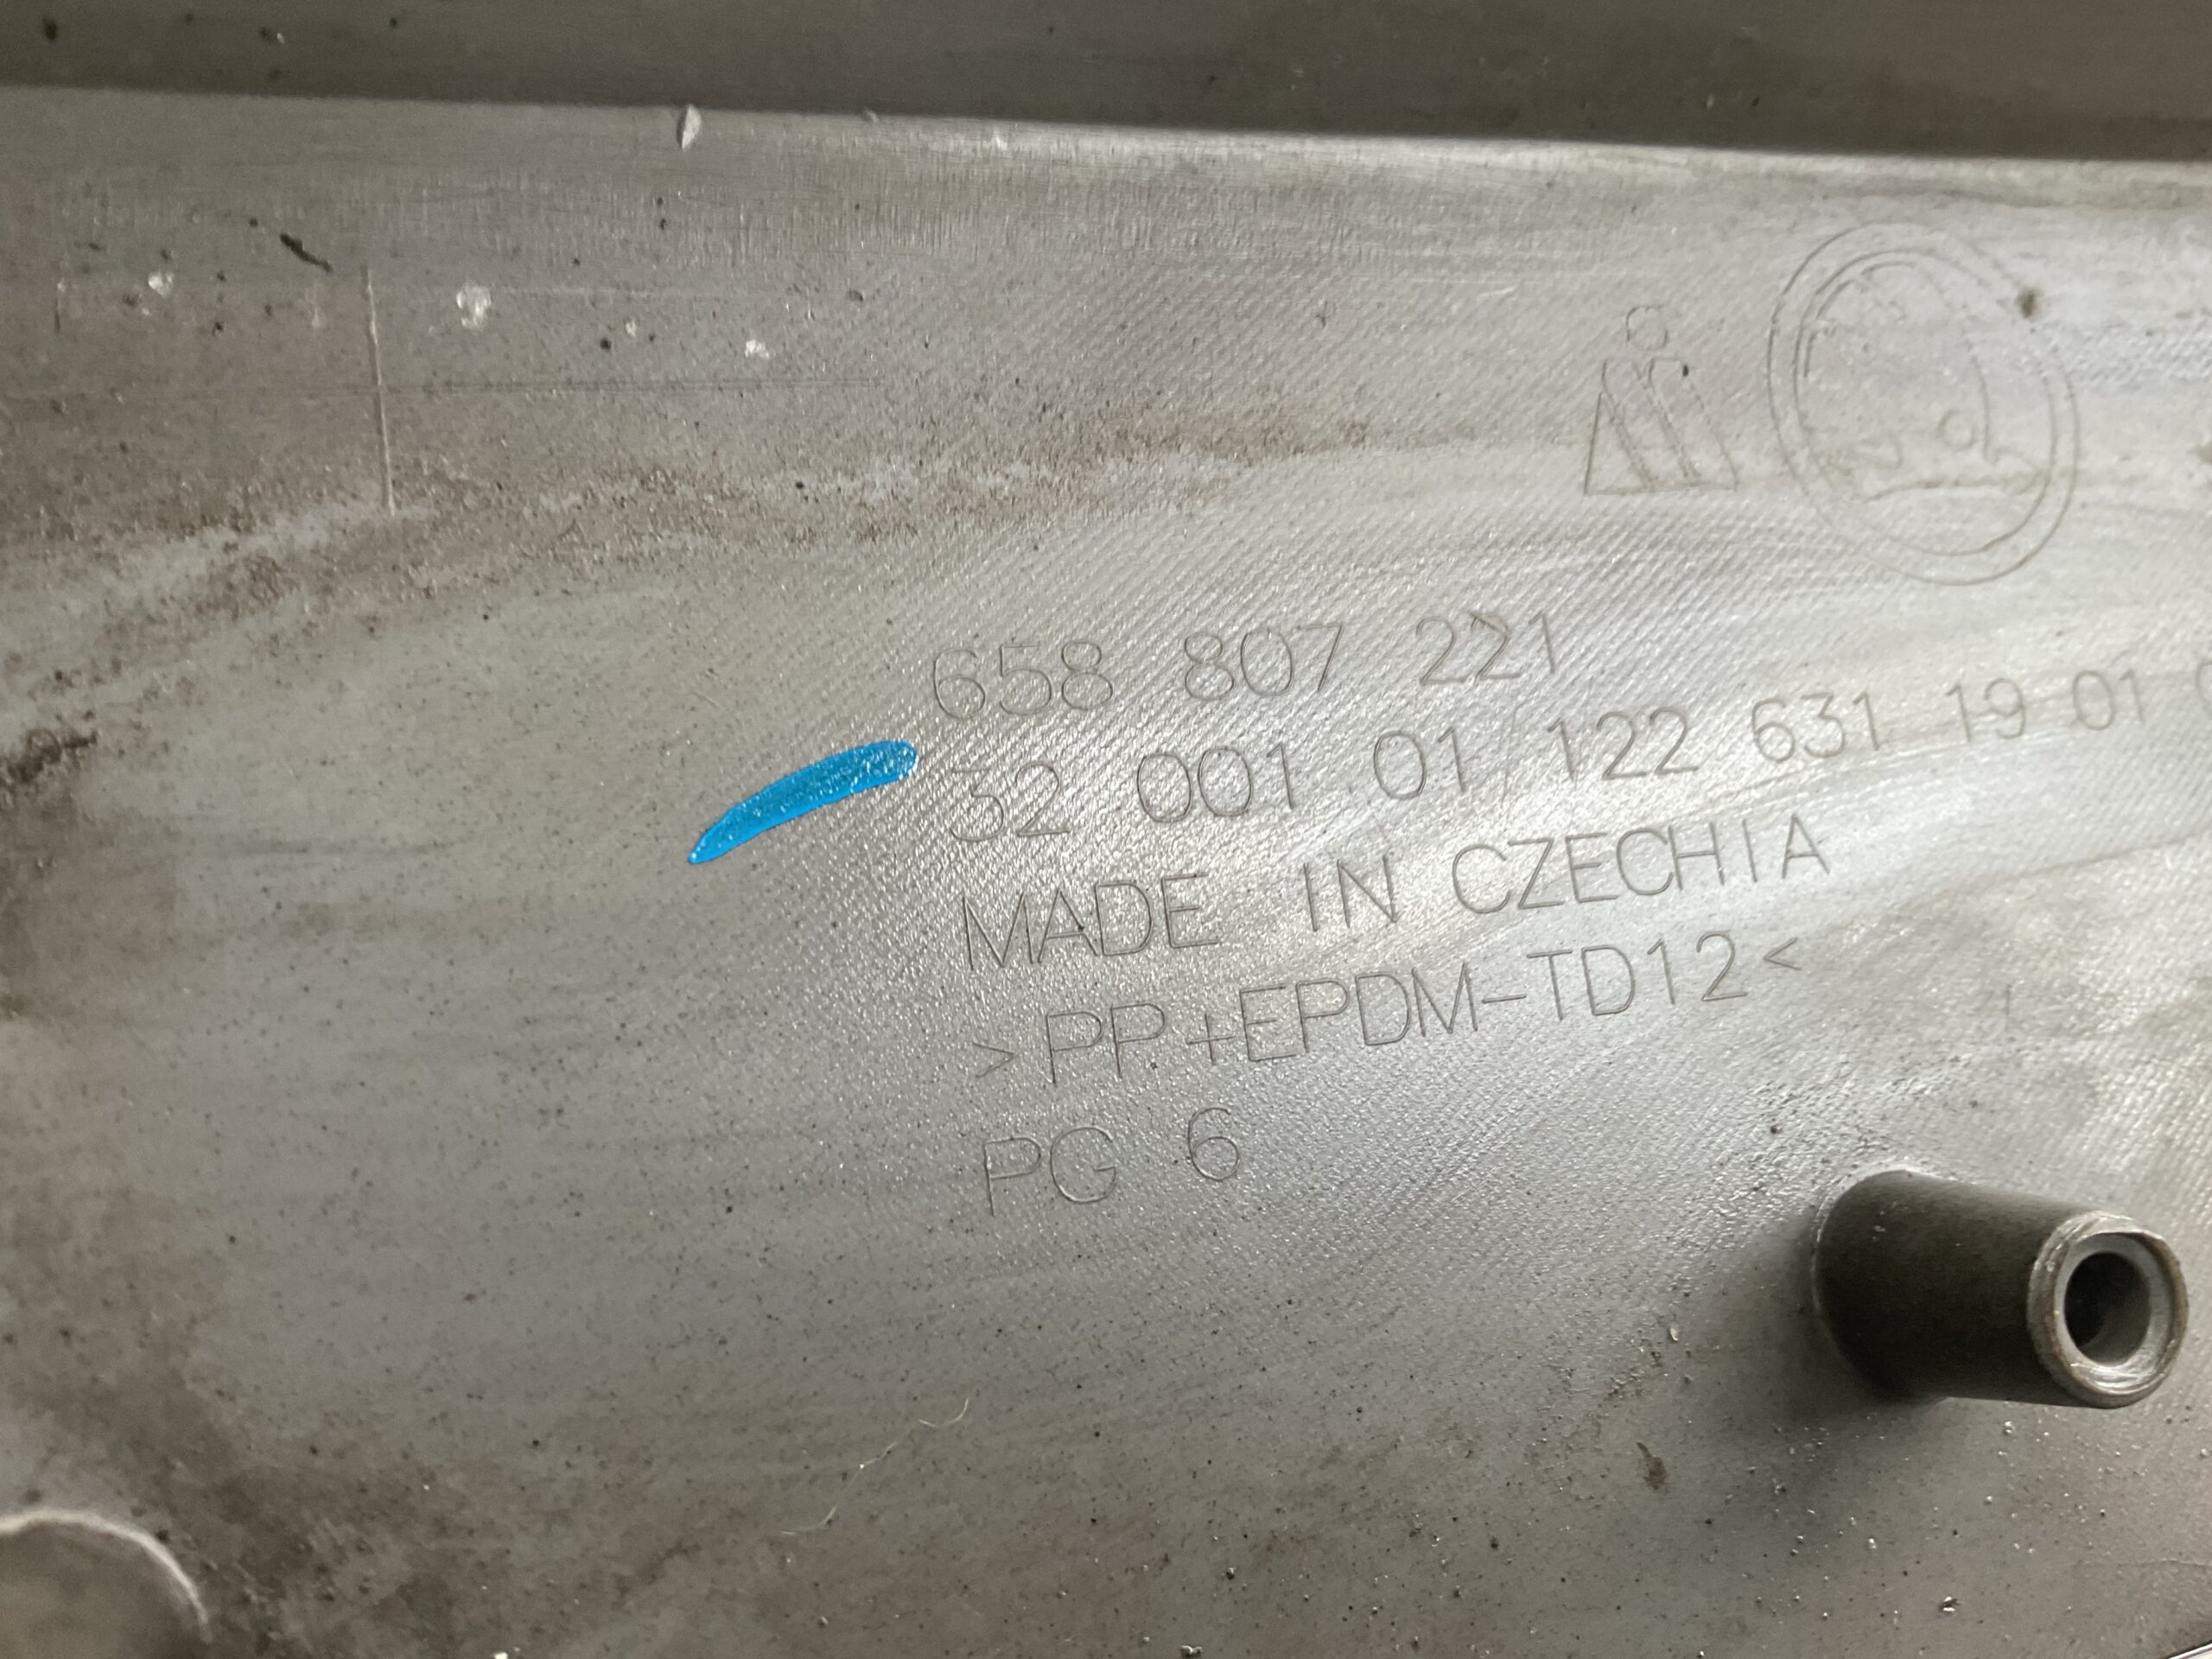 658 807 221
32 001 01 122 631 19-01
MADE IN CZECHIA
>PP+EPDM-TD12<
PG 6